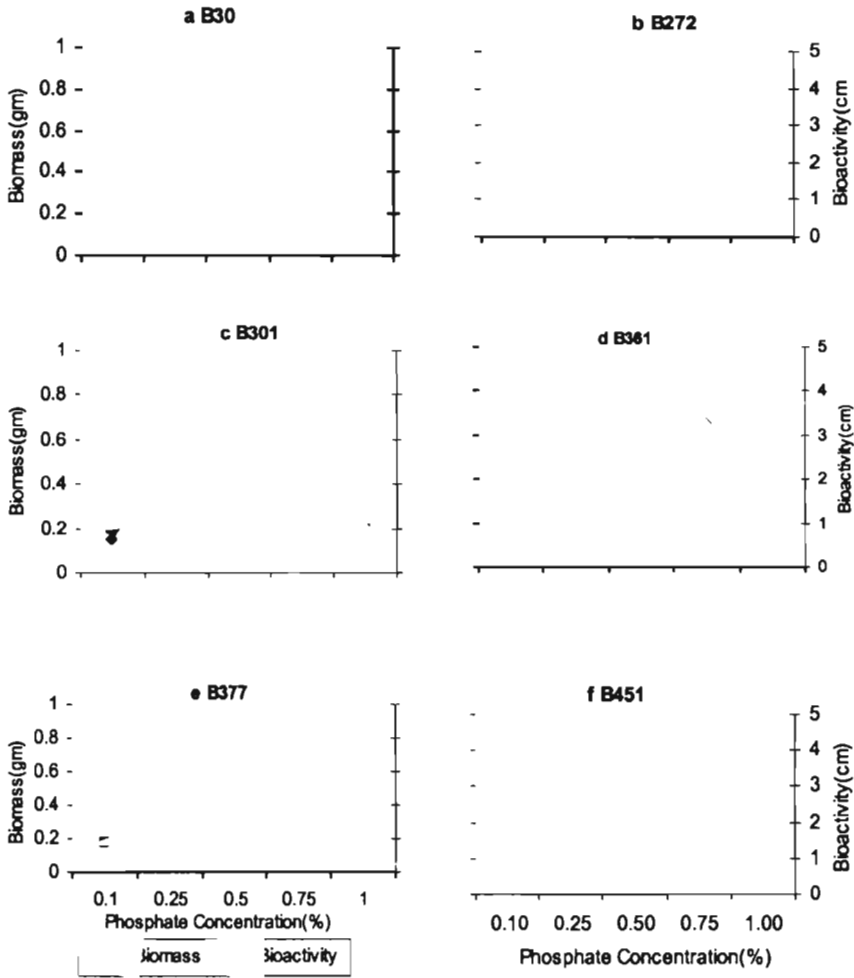 a B30
1
0.8
0.6
0.4
0.2
0
Biomass(gm)
b B272
5
4
3
2
1
0
Bioactivity(cm
c B301
1
0.8
0.6
0.4
0.2
0
Biomass(gm)
d B361
5
4
3
2
1
0
Bioactivity(cm)
e B377
1
0.8
0.6
0.4
0.2
0
Biomass(gm)
0.1 0.25 0.5 0.75 1
Phosphate Concentration(%)
f B451
5
4
3
2
1
0
Bioactivity(cm)
0.10 0.25 0.50 0.75 1.00
Phosphate Concentration(%)
Biomass Bioactivity